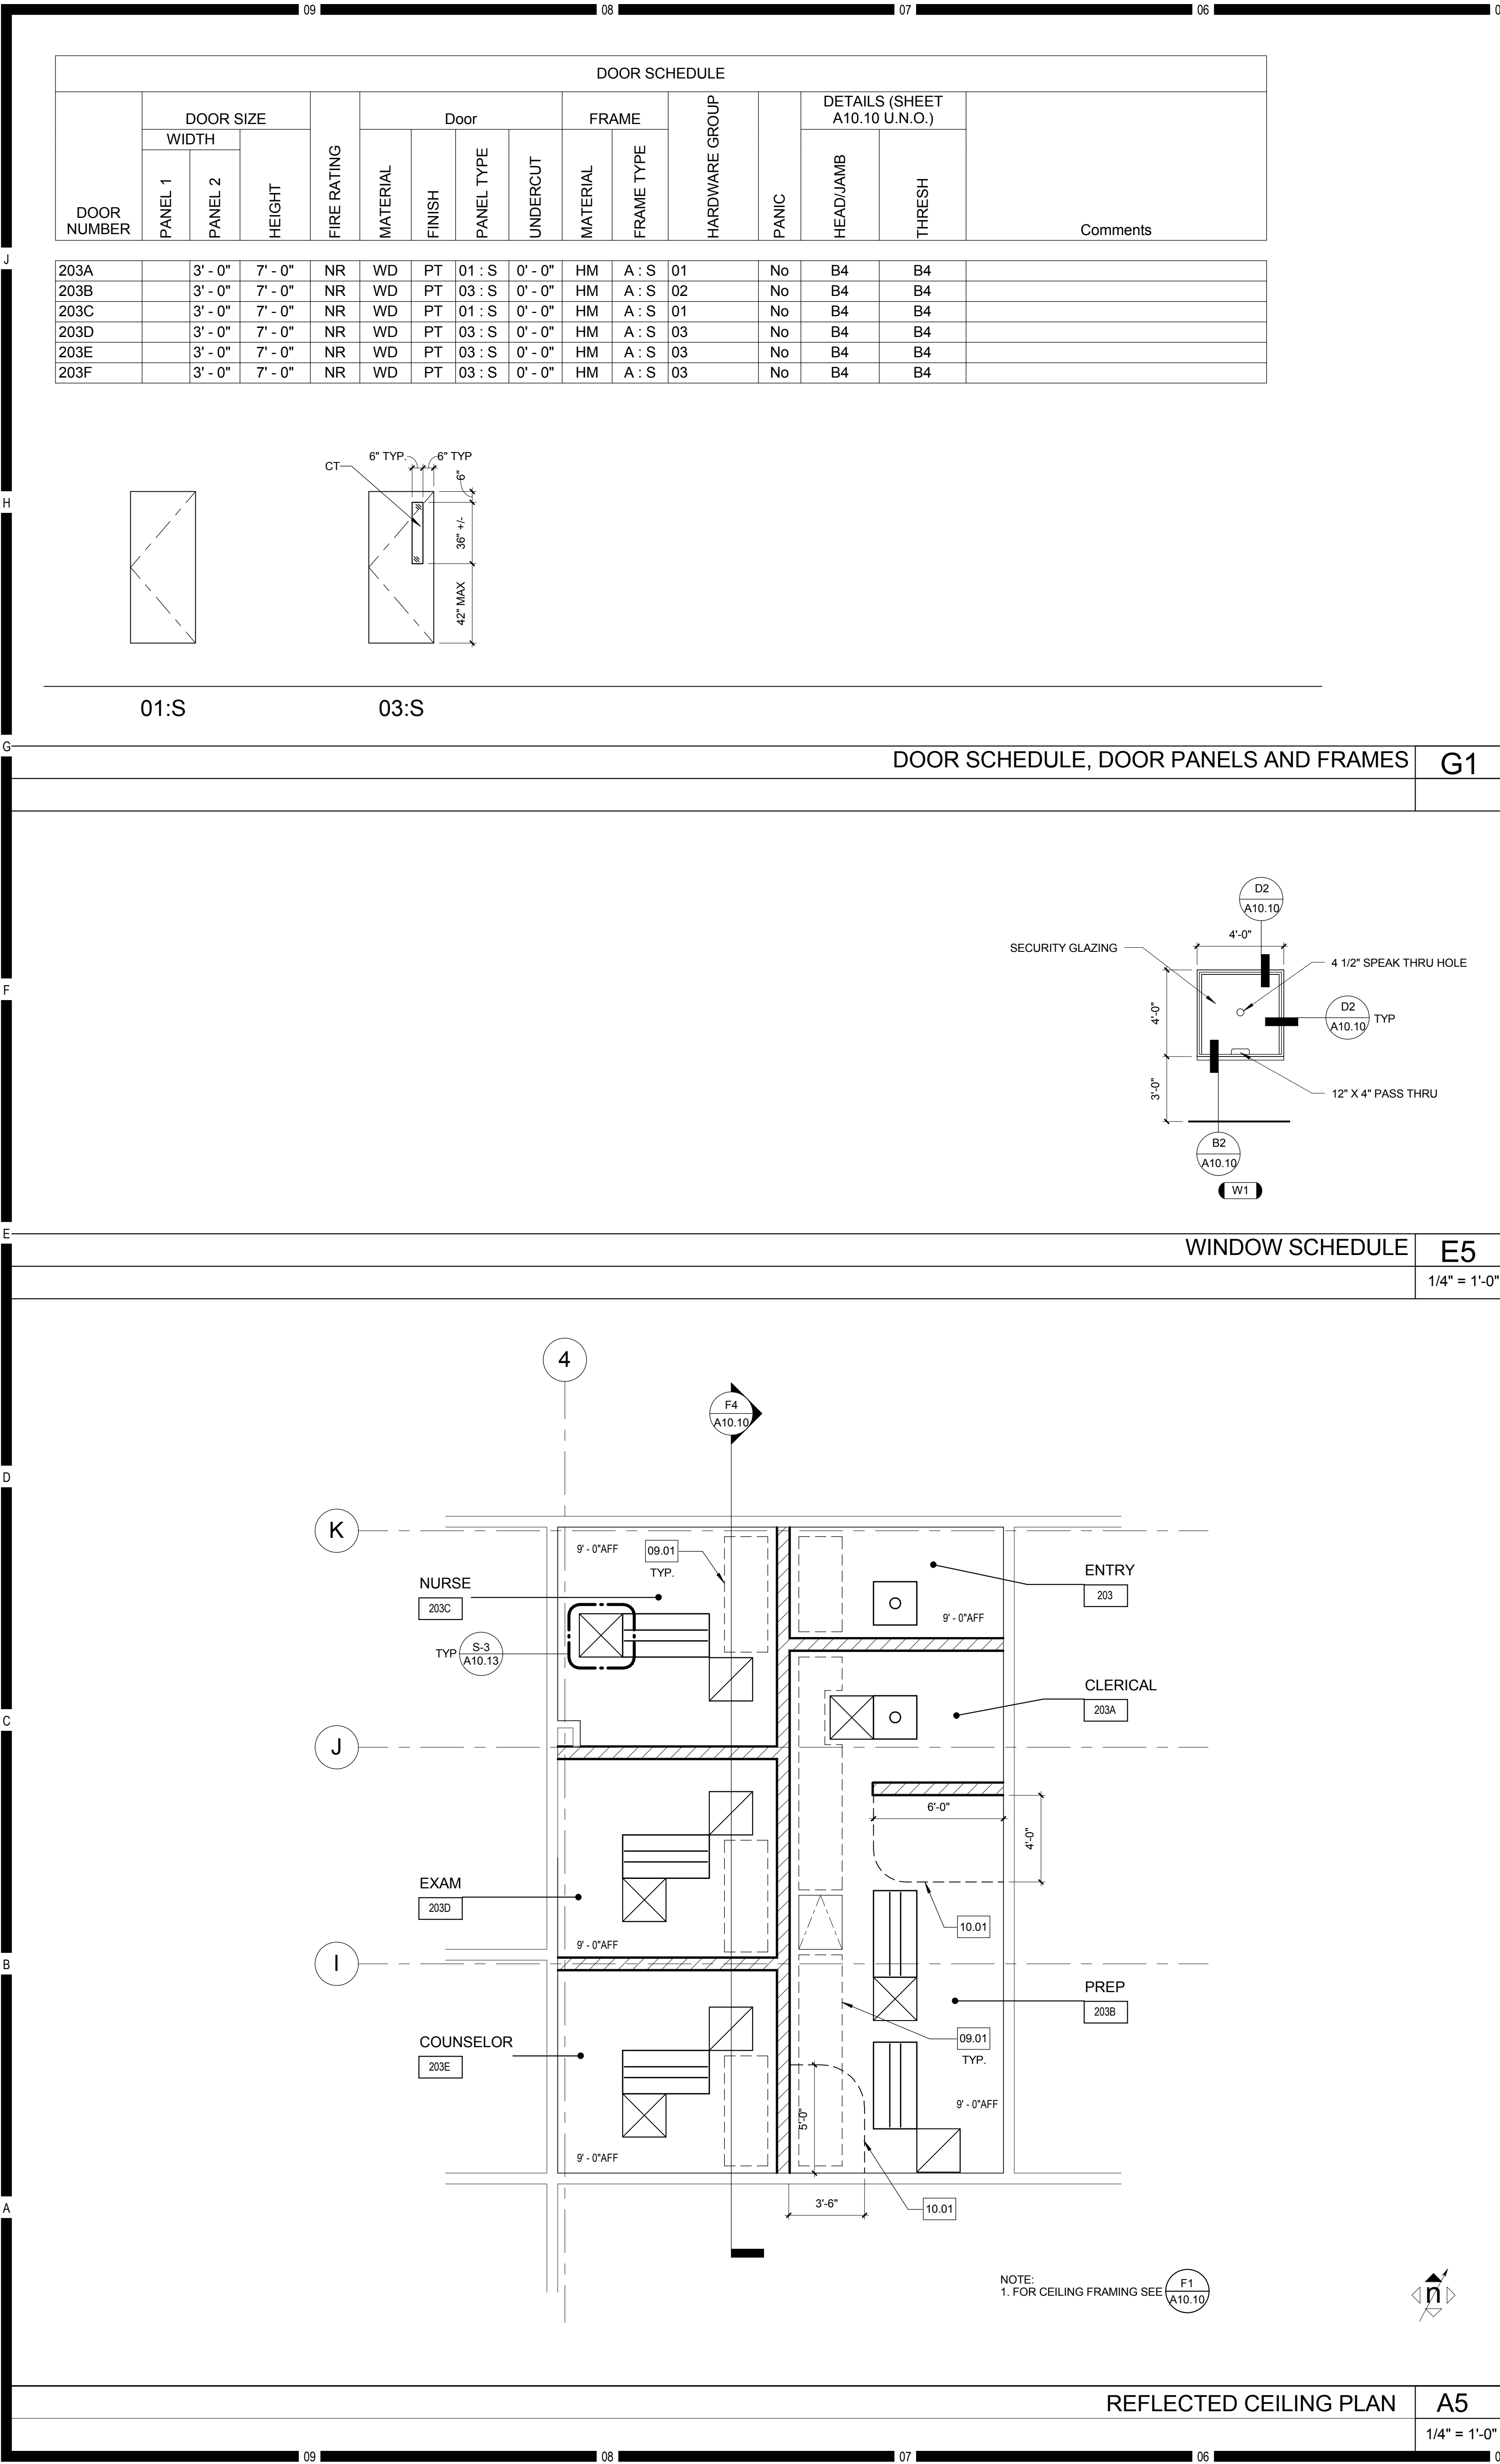 09 08 07 06 0
DOOR SCHEDULE
DOOR NUMBER
DOOR SIZE
WIDTH
PANEL 1
PANEL 2
HEIGHT
FIRE RATING
Door
MATERIAL
FINISH
PANEL TYPE
UNDERCUT
FRAME
MATERIAL
FRAME TYPE
HARDWARE GROUP
PANIC
DETAILS (SHEET
A10.10 U.N.O.)
HEAD/JAMB
THRESH
Comments
J
203A 3' - 0" 7' - 0" NR WD PT 01 : S 0' - 0" HM A : S 01 No B4 B4
203B 3' - 0" 7' - 0" NR WD PT 03 : S 0' - 0" HM A : S 02 No B4 B4
203C 3' - 0" 7' - 0" NR WD PT 01 : S 0' - 0" HM A : S 01 No B4 B4
203D 3' - 0" 7' - 0" NR WD PT 03 : S 0' - 0" HM A : S 03 No B4 B4
203E 3' - 0" 7' - 0" NR WD PT 03 : S 0' - 0" HM A : S 03 No B4 B4
203F 3' - 0" 7' - 0" NR WD PT 03 : S 0' - 0" HM A : S 03 No B4 B4
6" TYP. 6" TYP
CT
6"
H
36" +/-
42" MAX
01:S 03:S
G
DOOR SCHEDULE, DOOR PANELS AND FRAMES G1
D2
A10.10
4'-0"
SECURITY GLAZING
4 1/2" SPEAK THRU HOLE
F
4'-0"
D2
A10.10
TYP
3'-0"
12" X 4" PASS THRU
B2
A10.10
W1
E
WINDOW SCHEDULE E5
1/4" = 1'-0"
4
F4
A10.10
D
K
9' - 0"AFF
09.01
TYP.
NURSE
203C
ENTRY
203
9' - 0"AFF
TYP
S-3
A10.13
CLERICAL
203A
C
J
6'-0"
4'-0"
EXAM
203D
10.01
9' - 0"AFF
B
I
PREP
203B
COUNSELOR
203E
09.01
TYP.
5'-0"
9' - 0"AFF
9' - 0"AFF
A
3'-6"
10.01
NOTE:
1. FOR CEILING FRAMING SEE
F1
A10.10
n
REFLECTED CEILING PLAN A5
1/4" = 1'-0"
09 08 07 06 0